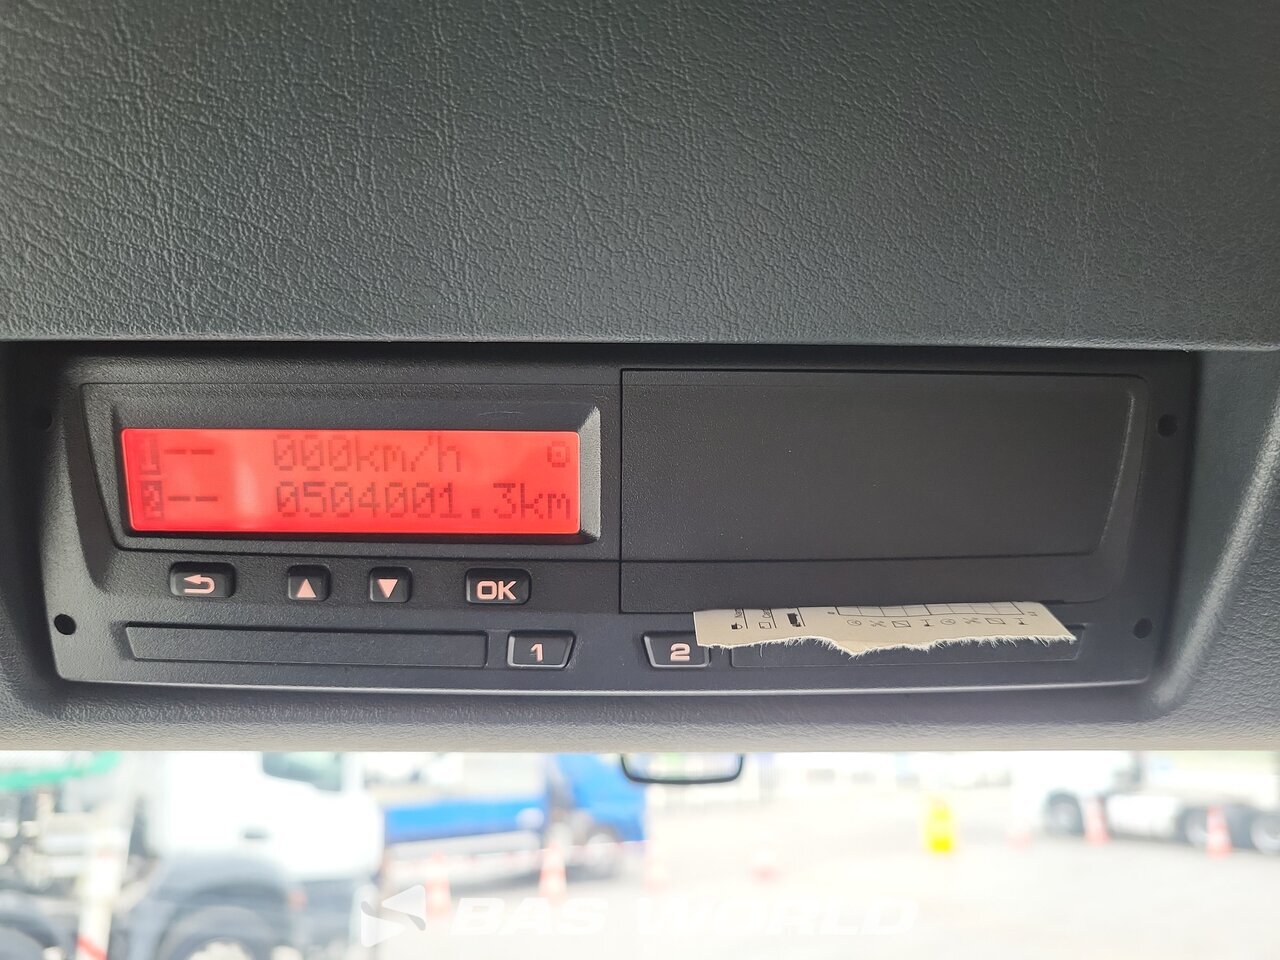 1-- 000km/h
2-- 0504001.3km
OK
1
2
BAS WORLD